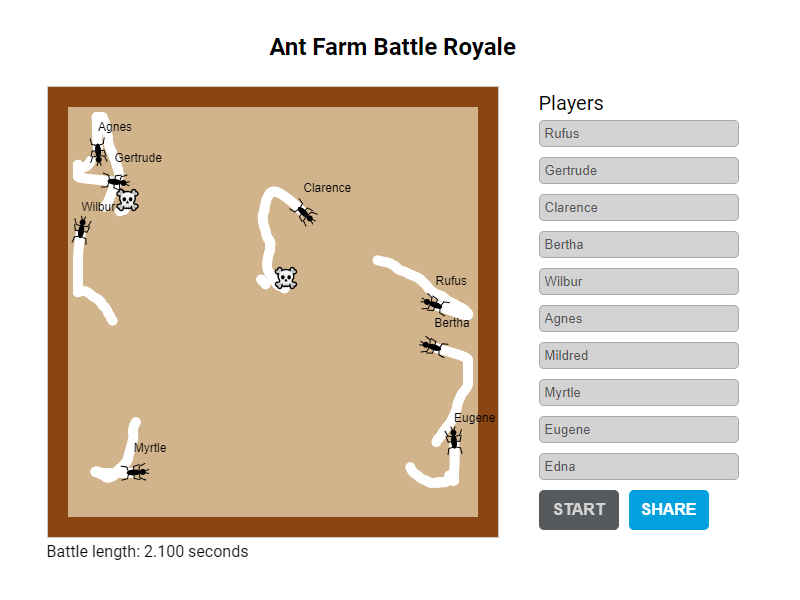 Ant Farm Battle Royale
Agnes
Gertrude
Wilbur
Clarence
Rufus
Bertha
Eugene
Myrtle
Battle length: 2.100 seconds
Players
Rufus
Gertrude
Clarence
Bertha
Wilbur
Agnes
Mildred
Myrtle
Eugene
Edna
START
SHARE